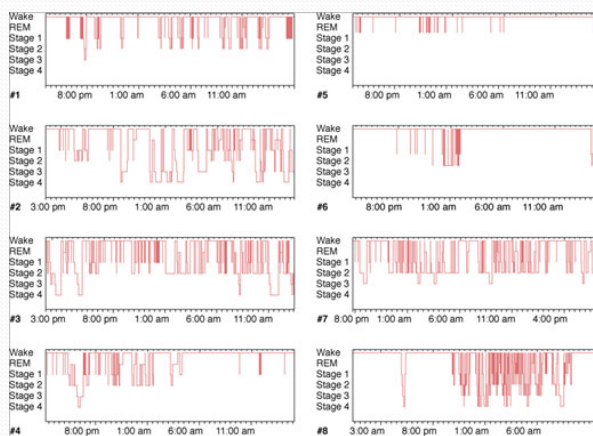 Wake
REM
Stage 1
Stage 2
Stage 3
Stage 4
#1 8:00 pm 1:00 am 6:00 am 11:00 am
Wake
REM
Stage 1
Stage 2
Stage 3
Stage 4
#2 3:00 pm 8:00 pm 1:00 am 6:00 am 11:00 am
Wake
REM
Stage 1
Stage 2
Stage 3
Stage 4
#3 3:00 pm 8:00 pm 1:00 am 6:00 am 11:00 am
Wake
REM
Stage 1
Stage 2
Stage 3
Stage 4
#4 8:00 pm 1:00 am 6:00 am 11:00 am
Wake
REM
Stage 1
Stage 2
Stage 3
Stage 4
#5 8:00 pm 1:00 am 6:00 am 11:00 am
Wake
REM
Stage 1
Stage 2
Stage 3
Stage 4
#6 8:00 pm 1:00 am 6:00 am 11:00 am
Wake
REM
Stage 1
Stage 2
Stage 3
Stage 4
#7 8:00 pm 1:00 am 6:00 am 11:00 am 4:00 pm
Wake
REM
Stage 1
Stage 2
Stage 3
Stage 4
#8 3:00 am 8:00 pm 1:00 am 6:00 am